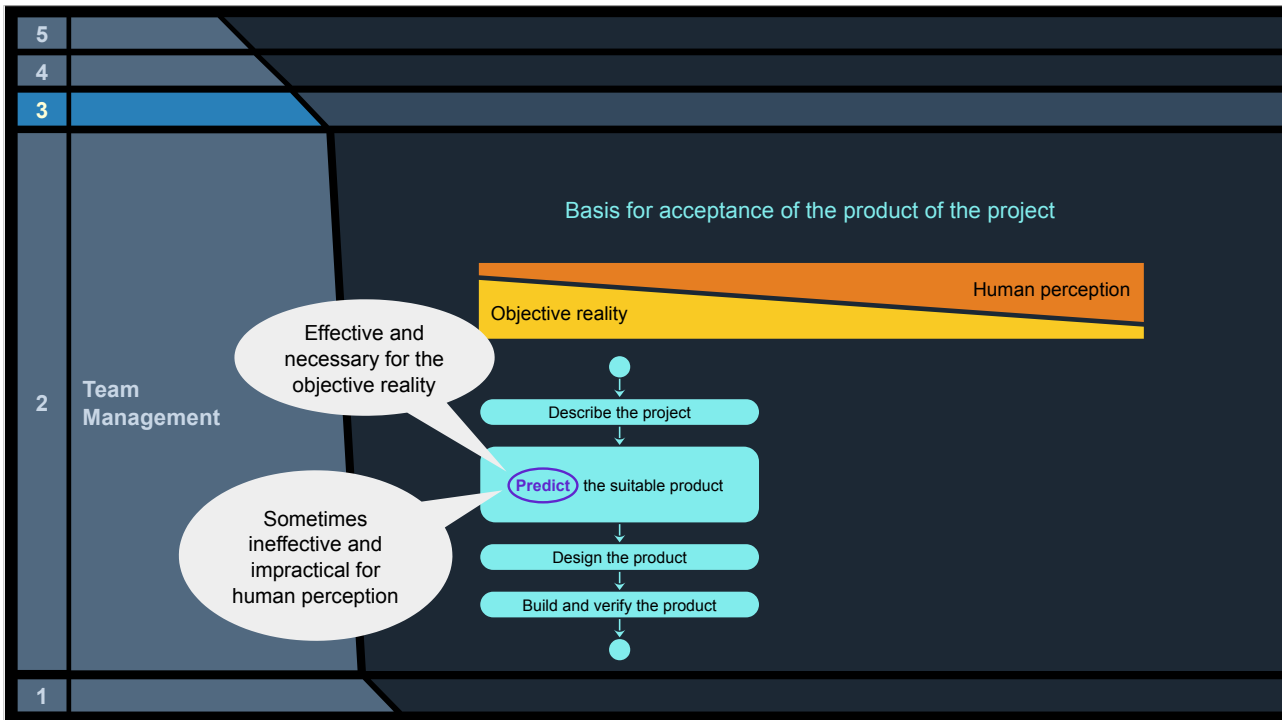 5
4
3
Basis for acceptance of the product of the project
Human perception
Objective reality
Effective and
necessary for the
objective reality
2
Team
Management
Describe the project
Predict the suitable product
Sometimes
ineffective and
impractical for
human perception
Design the product
Build and verify the product
1